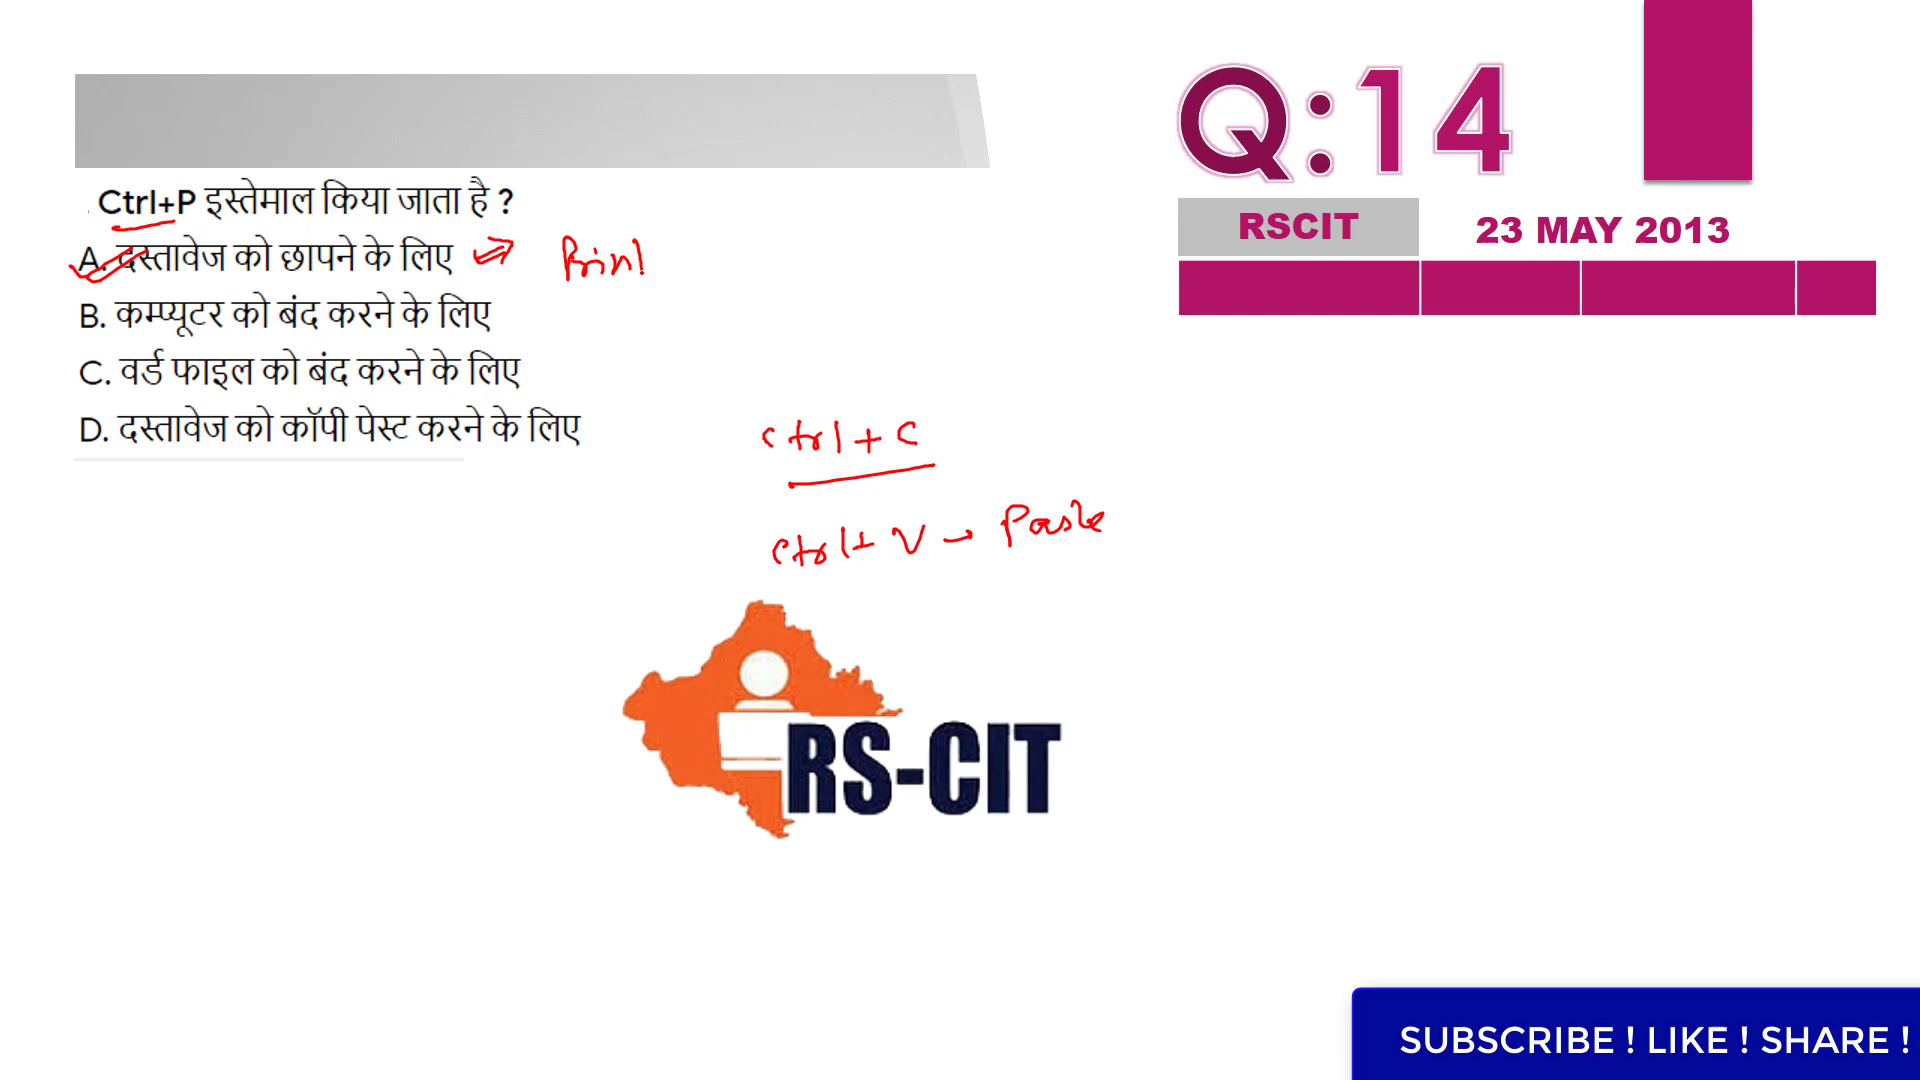 Q:14
RSCIT
23 MAY 2013
Ctrl+P इस्तेमाल किया जाता है ?
A. दस्तावेज को छापने के लिए
Print
B. कम्प्यूटर को बंद करने के लिए
C. वर्ड फाइल को बंद करने के लिए
D. दस्तावेज को कॉपी पेस्ट करने के लिए
ctrl + C
ctrl + V → Paste
RS-CIT
SUBSCRIBE ! LIKE ! SHARE !